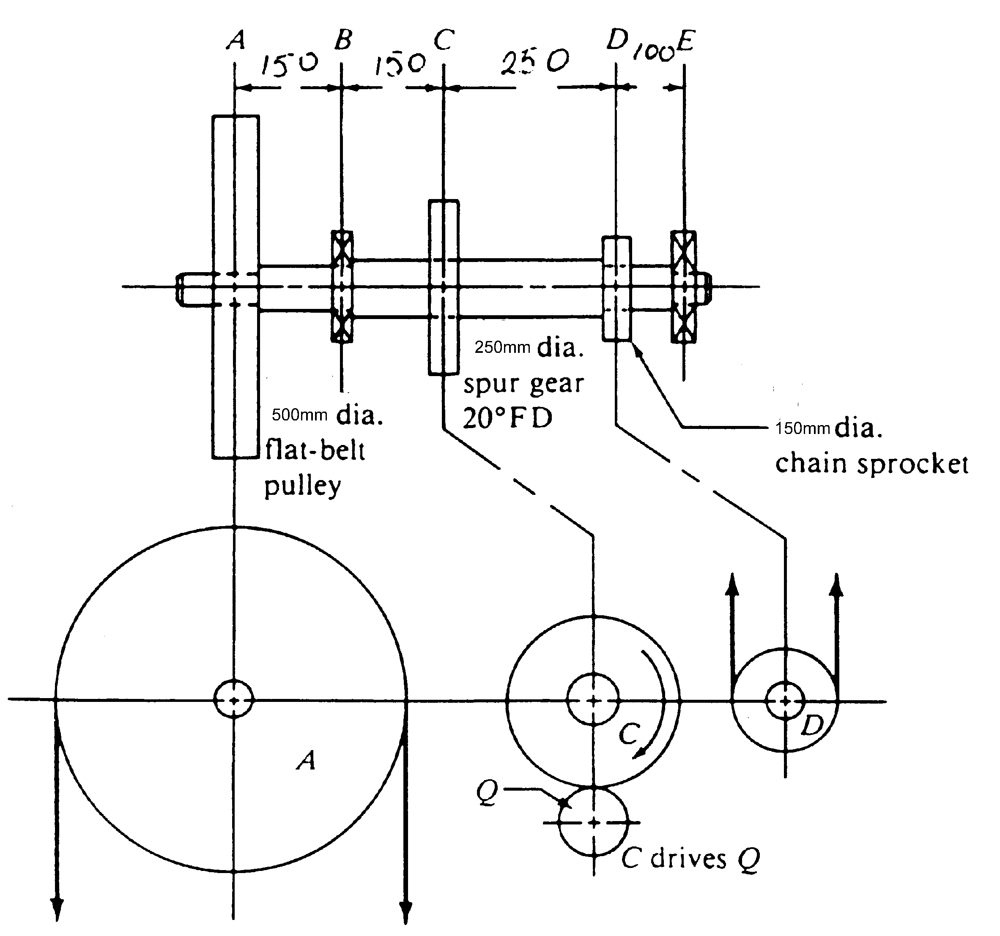 A B C D E
150 150 250 100
250mm dia.
spur gear
20°FD
500mm dia.
flat-belt
pulley
150mm dia.
chain sprocket
A
C
D
Q
C drives Q